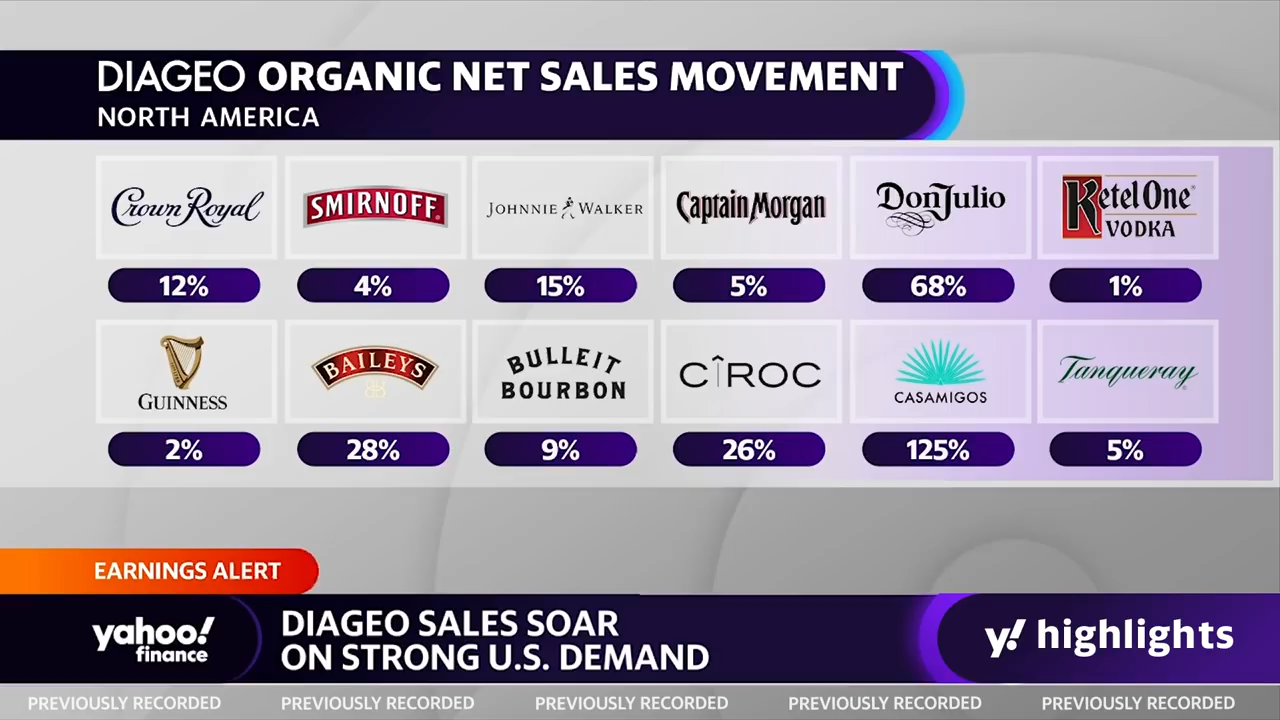 DIAGEO ORGANIC NET SALES MOVEMENT
NORTH AMERICA
Crown Royal
SMIRNOFF
JOHNNIE WALKER
Captain Morgan
Don Julio
Ketel One®
VODKA
12%
4%
15%
5%
68%
1%
GUINNESS
BAILEYS
BULLEIT
BOURBON
CÎROC
CASAMIGOS
Tanqueray
2%
28%
9%
26%
125%
5%
EARNINGS ALERT
yahoo!
finance
DIAGEO SALES SOAR
ON STRONG U.S. DEMAND
y! highlights
PREVIOUSLY RECORDED PREVIOUSLY RECORDED PREVIOUSLY RECORDED PREVIOUSLY RECORDED PREVIOUSLY RECORDED